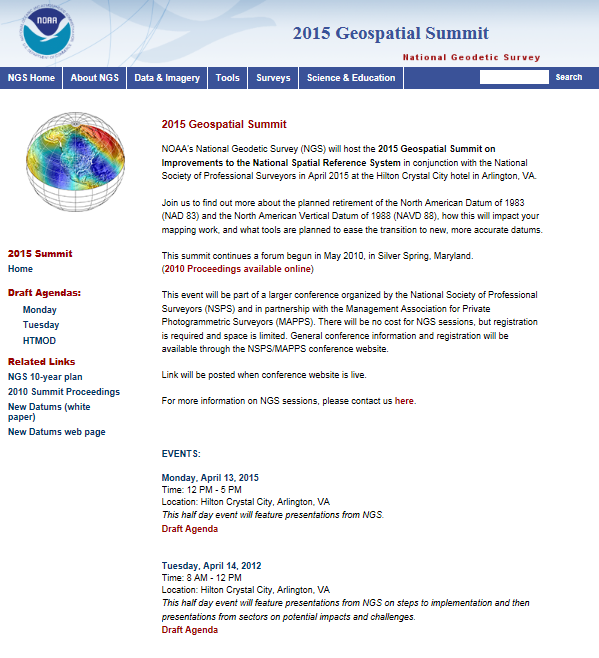 NOAA
2015 Geospatial Summit
National Geodetic Survey
NGS Home
About NGS
Data & Imagery
Tools
Surveys
Science & Education
Search
2015 Summit
Home
Draft Agendas:
Monday
Tuesday
HTMOD
Related Links
NGS 10-year plan
2010 Summit Proceedings
New Datums (white
paper)
New Datums web page
2015 Geospatial Summit
NOAA's National Geodetic Survey (NGS) will host the 2015 Geospatial Summit on
Improvements to the National Spatial Reference System in conjunction with the National
Society of Professional Surveyors in April 2015 at the Hilton Crystal City hotel in Arlington, VA.
Join us to find out more about the planned retirement of the North American Datum of 1983
(NAD 83) and the North American Vertical Datum of 1988 (NAVD 88), how this will impact your
mapping work, and what tools are planned to ease the transition to new, more accurate datums.
This summit continues a forum begun in May 2010, in Silver Spring, Maryland.
(2010 Proceedings available online)
This event will be part of a larger conference organized by the National Society of Professional
Surveyors (NSPS) and in partnership with the Management Association for Private
Photogrammetric Surveyors (MAPPS). There will be no cost for NGS sessions, but registration
is required and space is limited. General conference information and registration will be
available through the NSPS/MAPPS conference website.
Link will be posted when conference website is live.
For more information on NGS sessions, please contact us here.
EVENTS:
Monday, April 13, 2015
Time: 12 PM - 5 PM
Location: Hilton Crystal City, Arlington, VA
This half day event will feature presentations from NGS.
Draft Agenda
Tuesday, April 14, 2012
Time: 8 AM - 12 PM
Location: Hilton Crystal City, Arlington, VA
This half day event will feature presentations from NGS on steps to implementation and then
presentations from sectors on potential impacts and challenges.
Draft Agenda